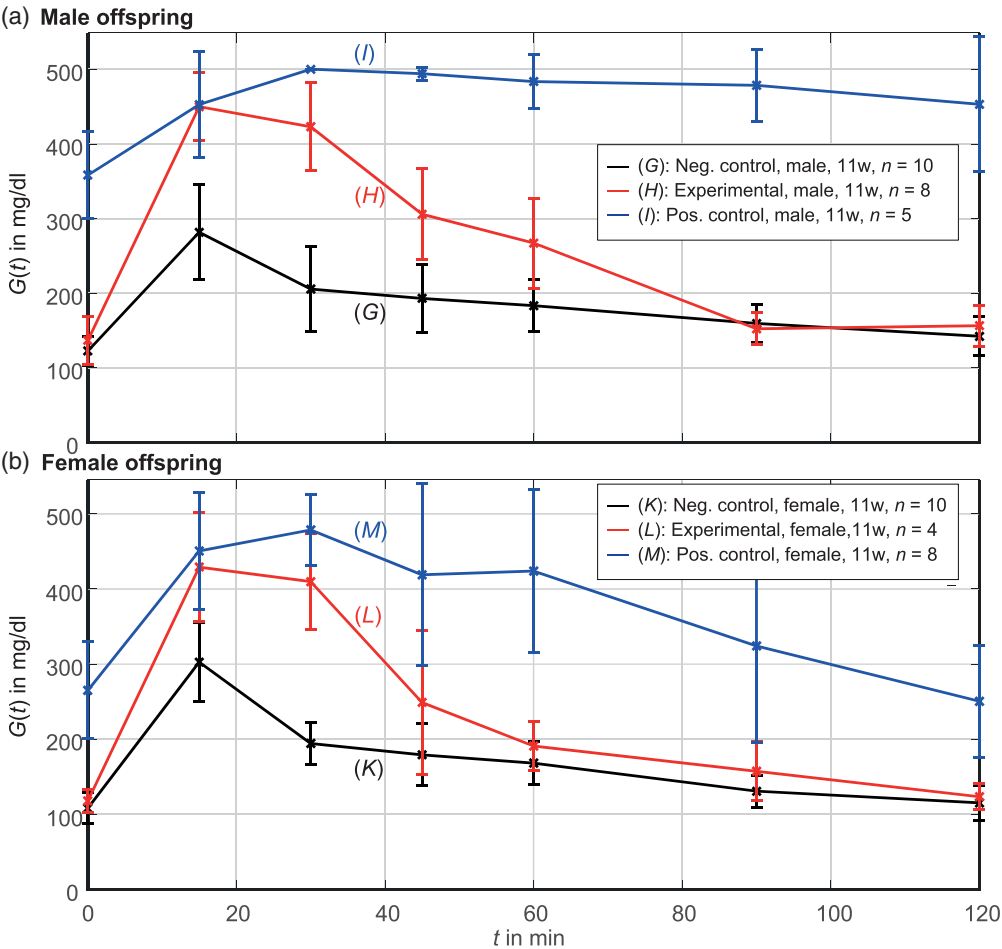 (a) Male offspring
500
400
300
200
100
0
G(t) in mg/dl
(I)
(H)
(G)
(G): Neg. control, male, 11w, n = 10
(H): Experimental, male, 11w, n = 8
(I): Pos. control, male, 11w, n = 5
(b) Female offspring
500
400
300
200
100
0
G(t) in mg/dl
(M)
(L)
(K)
(K): Neg. control, female, 11w, n = 10
(L): Experimental, female,11w, n = 4
(M): Pos. control, female, 11w, n = 8
0 20 40 60 80 100 120
t in min